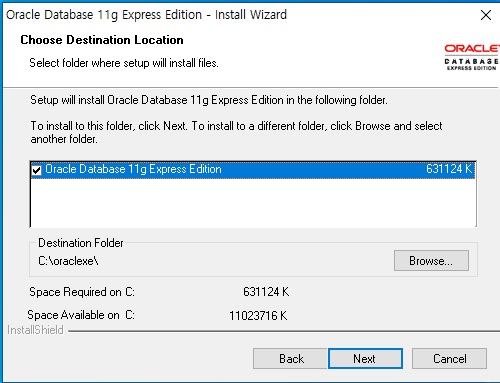 Oracle Database 11g Express Edition - Install Wizard
Choose Destination Location
Select folder where setup will install files.
ORACLE
DATABASE
EXPRESS EDITION
Setup will install Oracle Database 11g Express Edition in the following folder.
To install to this folder, click Next. To install to a different folder, click Browse and select
another folder.
Oracle Database 11g Express Edition 631124 K
Destination Folder
C:\oraclexe\
Browse...
Space Required on C: 631124 K
Space Available on C: 11023716 K
InstallShield
Back Next Cancel